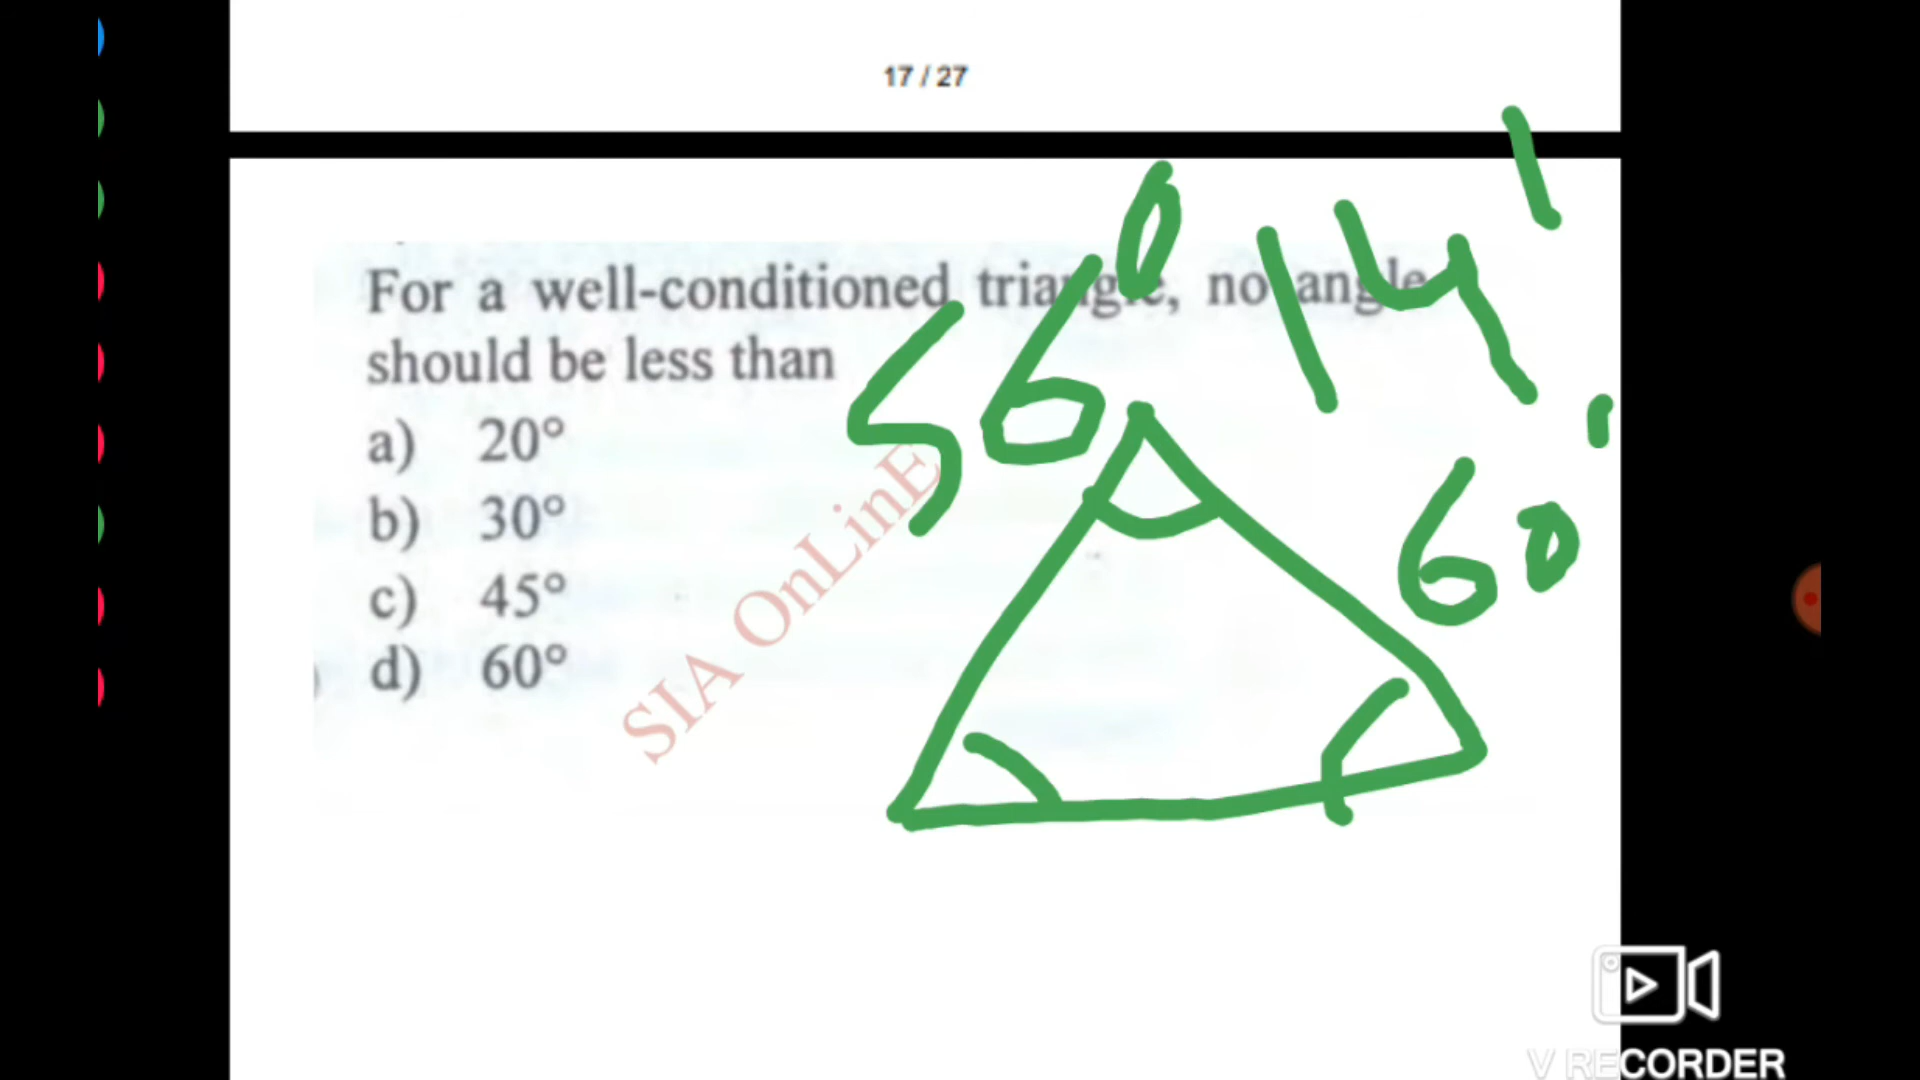 17 / 27
For a well-conditioned triangle, no angle
should be less than
a) 20°
b) 30°
c) 45°
d) 60°
56° 14'
60°
SIA OnLinE
V RECORDER